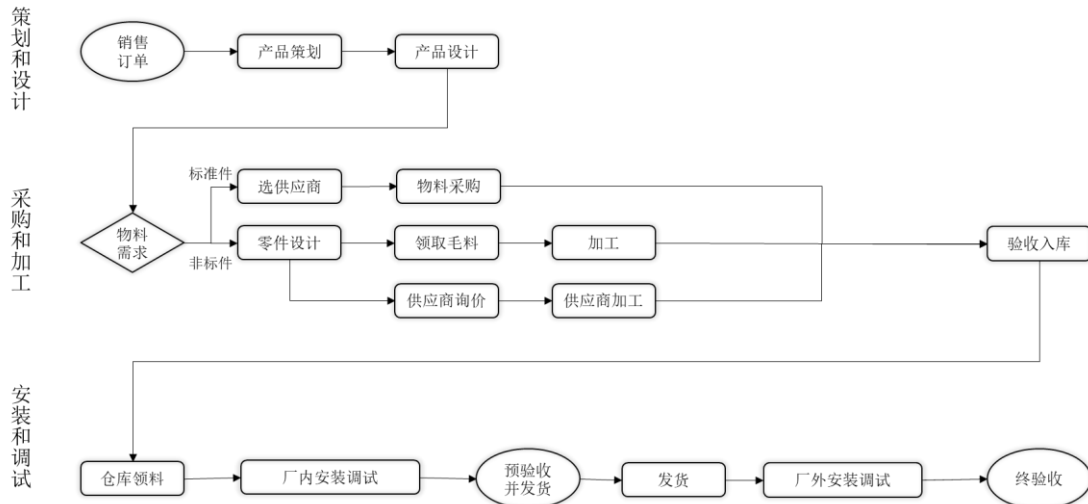 策划和设计
销售
订单
产品策划
产品设计
采购和加工
物料
需求
标准件
非标件
选供应商
物料采购
零件设计
领取毛料
加工
验收入库
供应商询价
供应商加工
安装和调试
仓库领料
厂内安装调试
预验收
并发货
发货
厂外安装调试
终验收